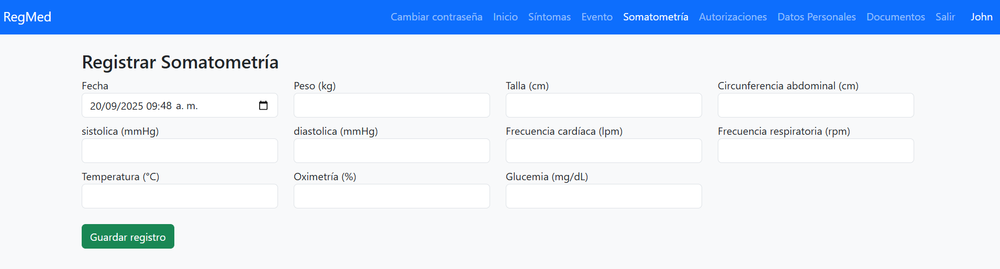 RegMed Cambiar contraseña Inicio Síntomas Evento Somatometría Autorizaciones Datos Personales Documentos Salir John
Registrar Somatometría
Fecha Peso (kg) Talla (cm) Circunferencia abdominal (cm)
20/09/2025 09:48 a. m.
sistolica (mmHg) diastolica (mmHg) Frecuencia cardíaca (lpm) Frecuencia respiratoria (rpm)
Temperatura (°C) Oximetría (%) Glucemia (mg/dL)
Guardar registro